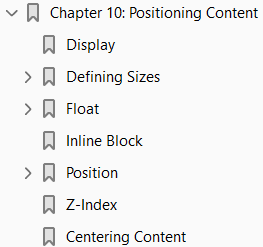 Chapter 10: Positioning Content
Display
Defining Sizes
Float
Inline Block
Position
Z-Index
Centering Content